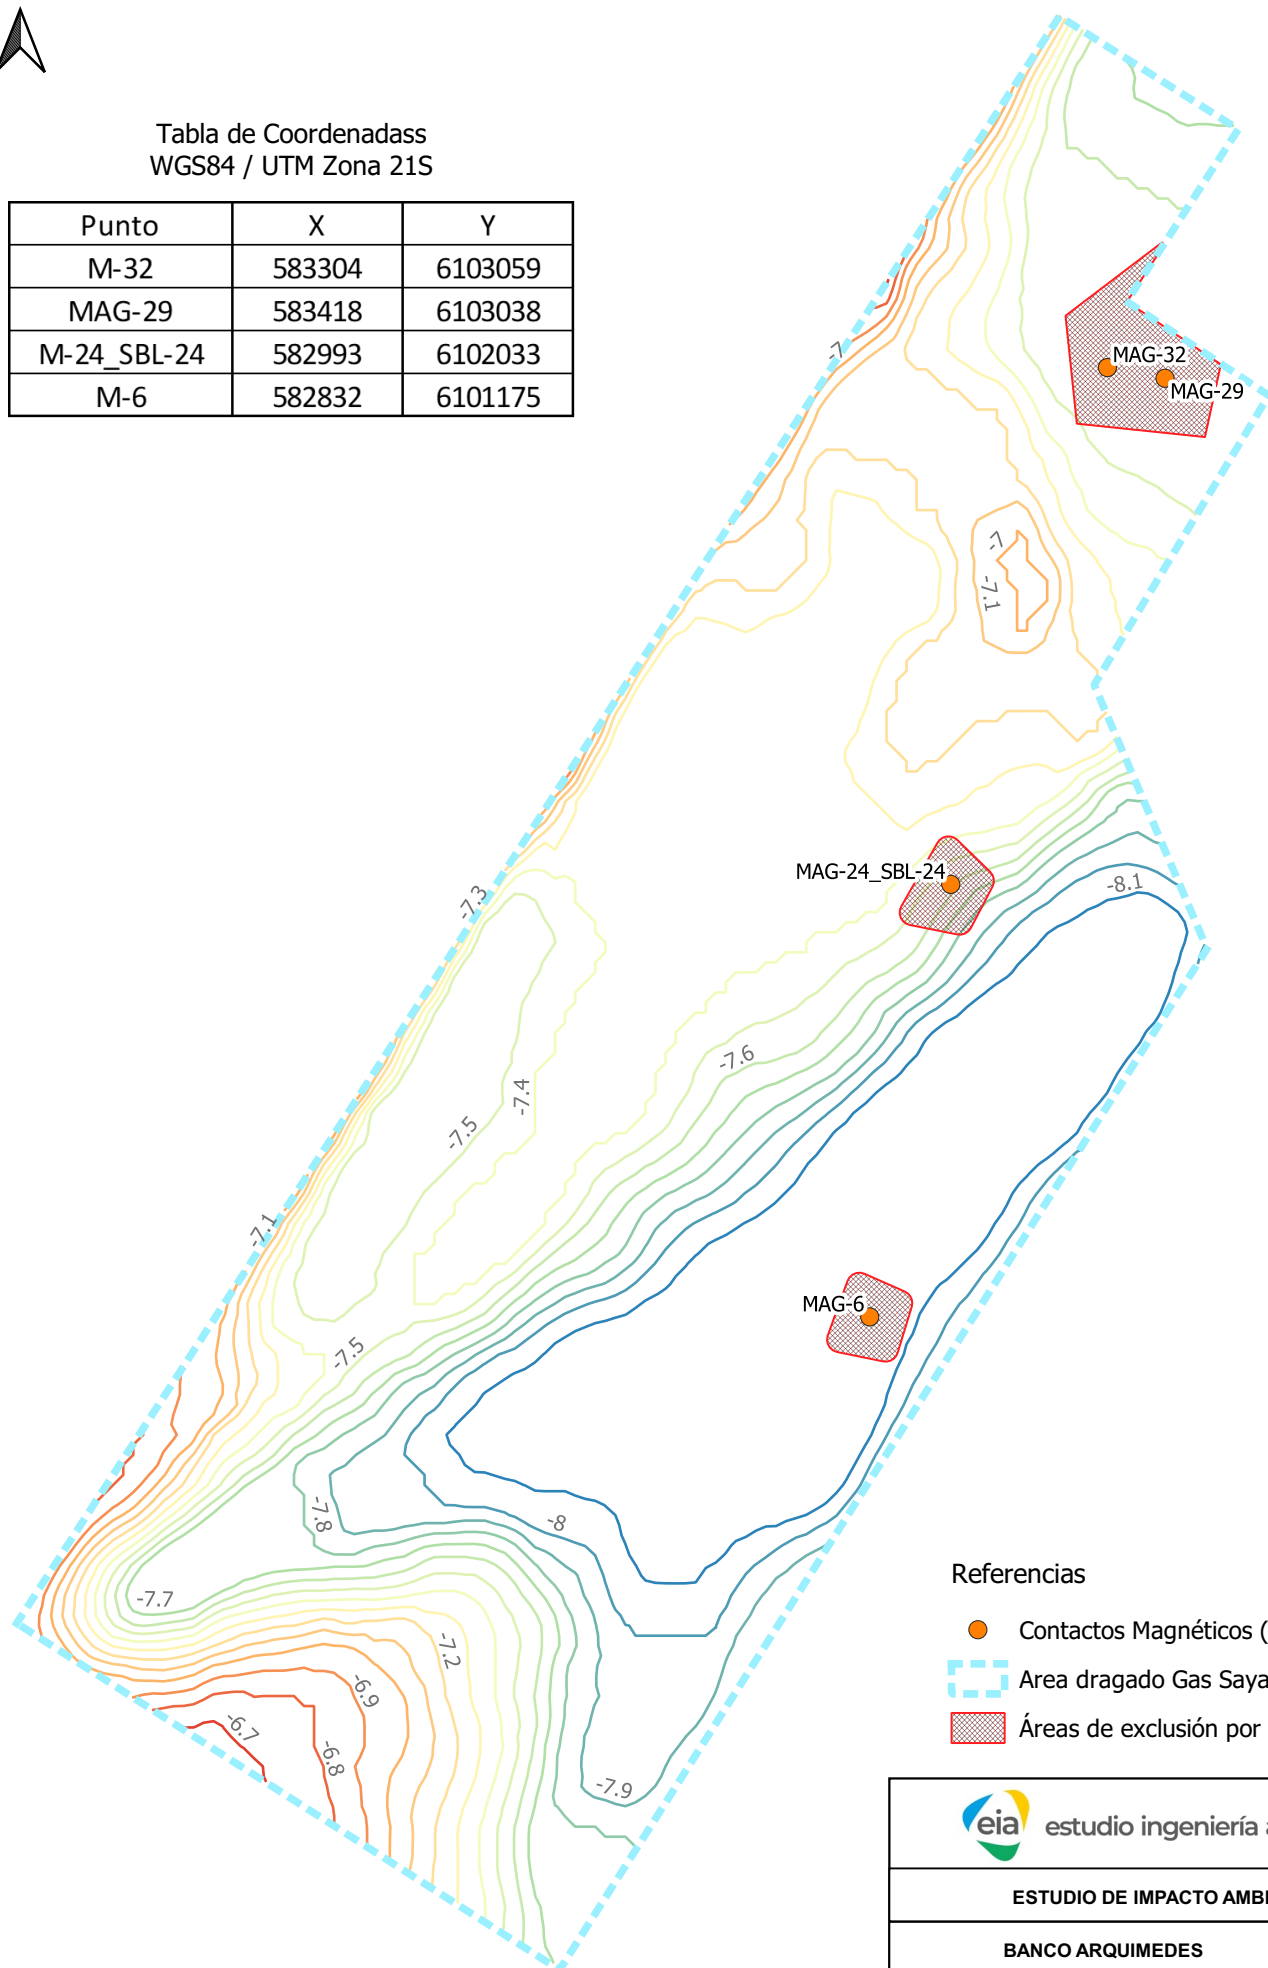 Tabla de Coordenadass
WGS84 / UTM Zona 21S
Punto X Y
M-32 583304 6103059
MAG-29 583418 6103038
M-24_SBL-24 582993 6102033
M-6 582832 6101175
-7
MAG-32
MAG-29
-7
-7.1
MAG-24_SBL-24
-8.1
-7.3
-7.6
-7.4
-7.5
-7.1
MAG-6
-7.5
-7.8
-8
-7.7
-7.2
-6.9
-6.7
-6.8
-7.9
Referencias
Contactos Magnéticos (
Area dragado Gas Saya
Áreas de exclusión por
eia estudio ingeniería
ESTUDIO DE IMPACTO AMB
BANCO ARQUIMEDES